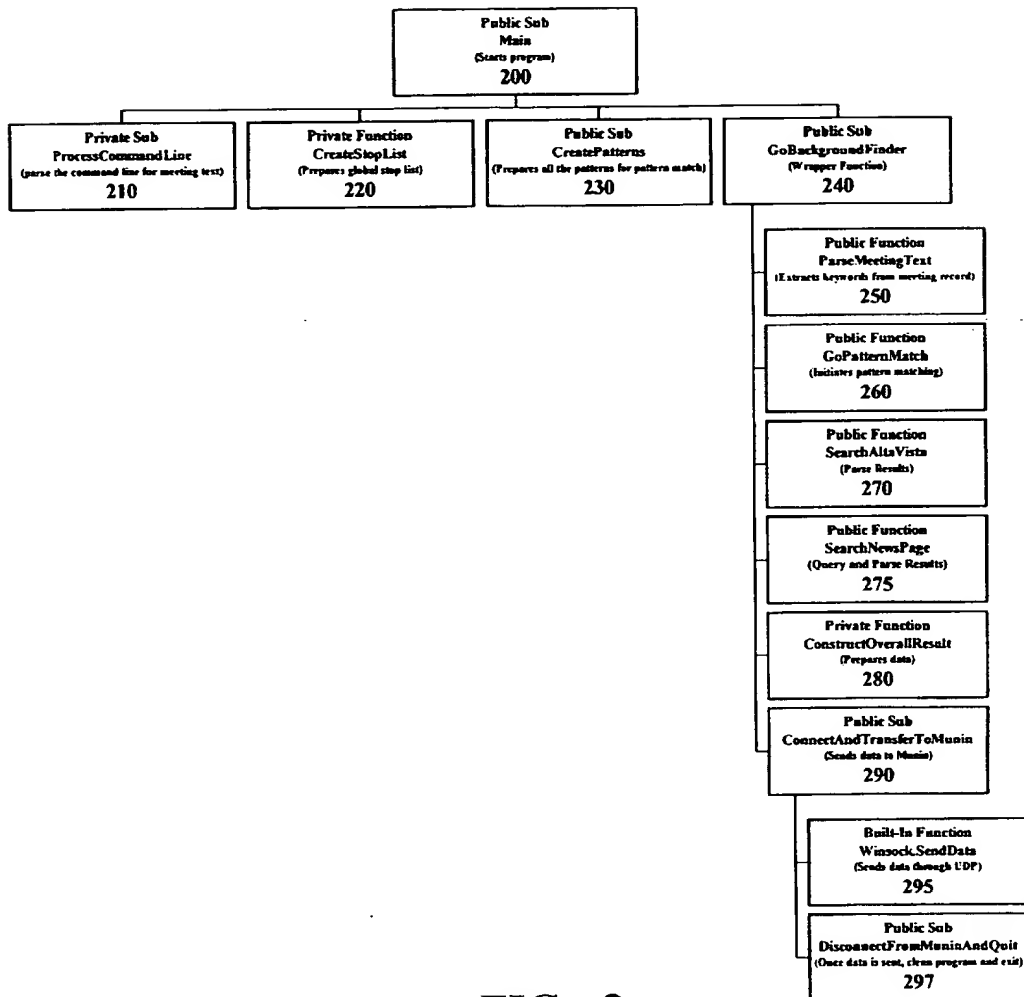 Public Sub
Main
(Starts program)
200
Private Sub
ProcessCommandLine
(parse the command line for meeting text)
210
Private Function
CreateStopList
(Prepares global stop list)
220
Public Sub
CreatePatterns
(Prepares all the patterns for pattern match)
230
Public Sub
GoBackgroundFinder
(Wrapper Function)
240
Public Function
ParseMeetingText
(Extracts keywords from meeting record)
250
Public Function
GoPatternMatch
(Initiates pattern matching)
260
Public Function
SearchAltaVista
(Parse Results)
270
Public Function
SearchNewsPage
(Query and Parse Results)
275
Private Function
ConstructOverallResult
(Prepares data)
280
Public Sub
ConnectAndTransferToMunin
(Sends data to Munin)
290
Built-In Function
Winsock.SendData
(Sends data through UDP)
295
Public Sub
DisconnectFromMuninAndQuit
(Once data is sent, clean program and exit)
297